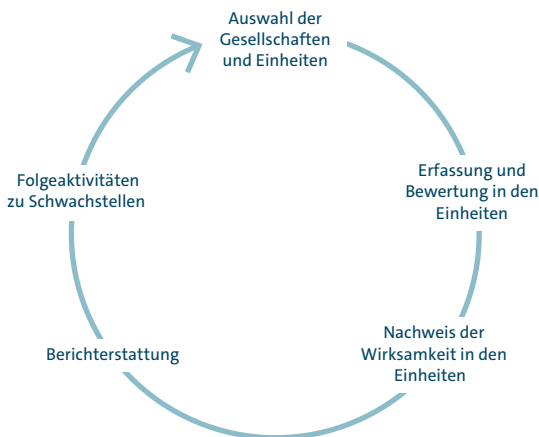 Auswahl der
Gesellschaften
und Einheiten
Erfassung und
Bewertung in den
Einheiten
Nachweis der
Wirksamkeit in den
Einheiten
Berichterstattung
Folgeaktivitäten
zu Schwachstellen